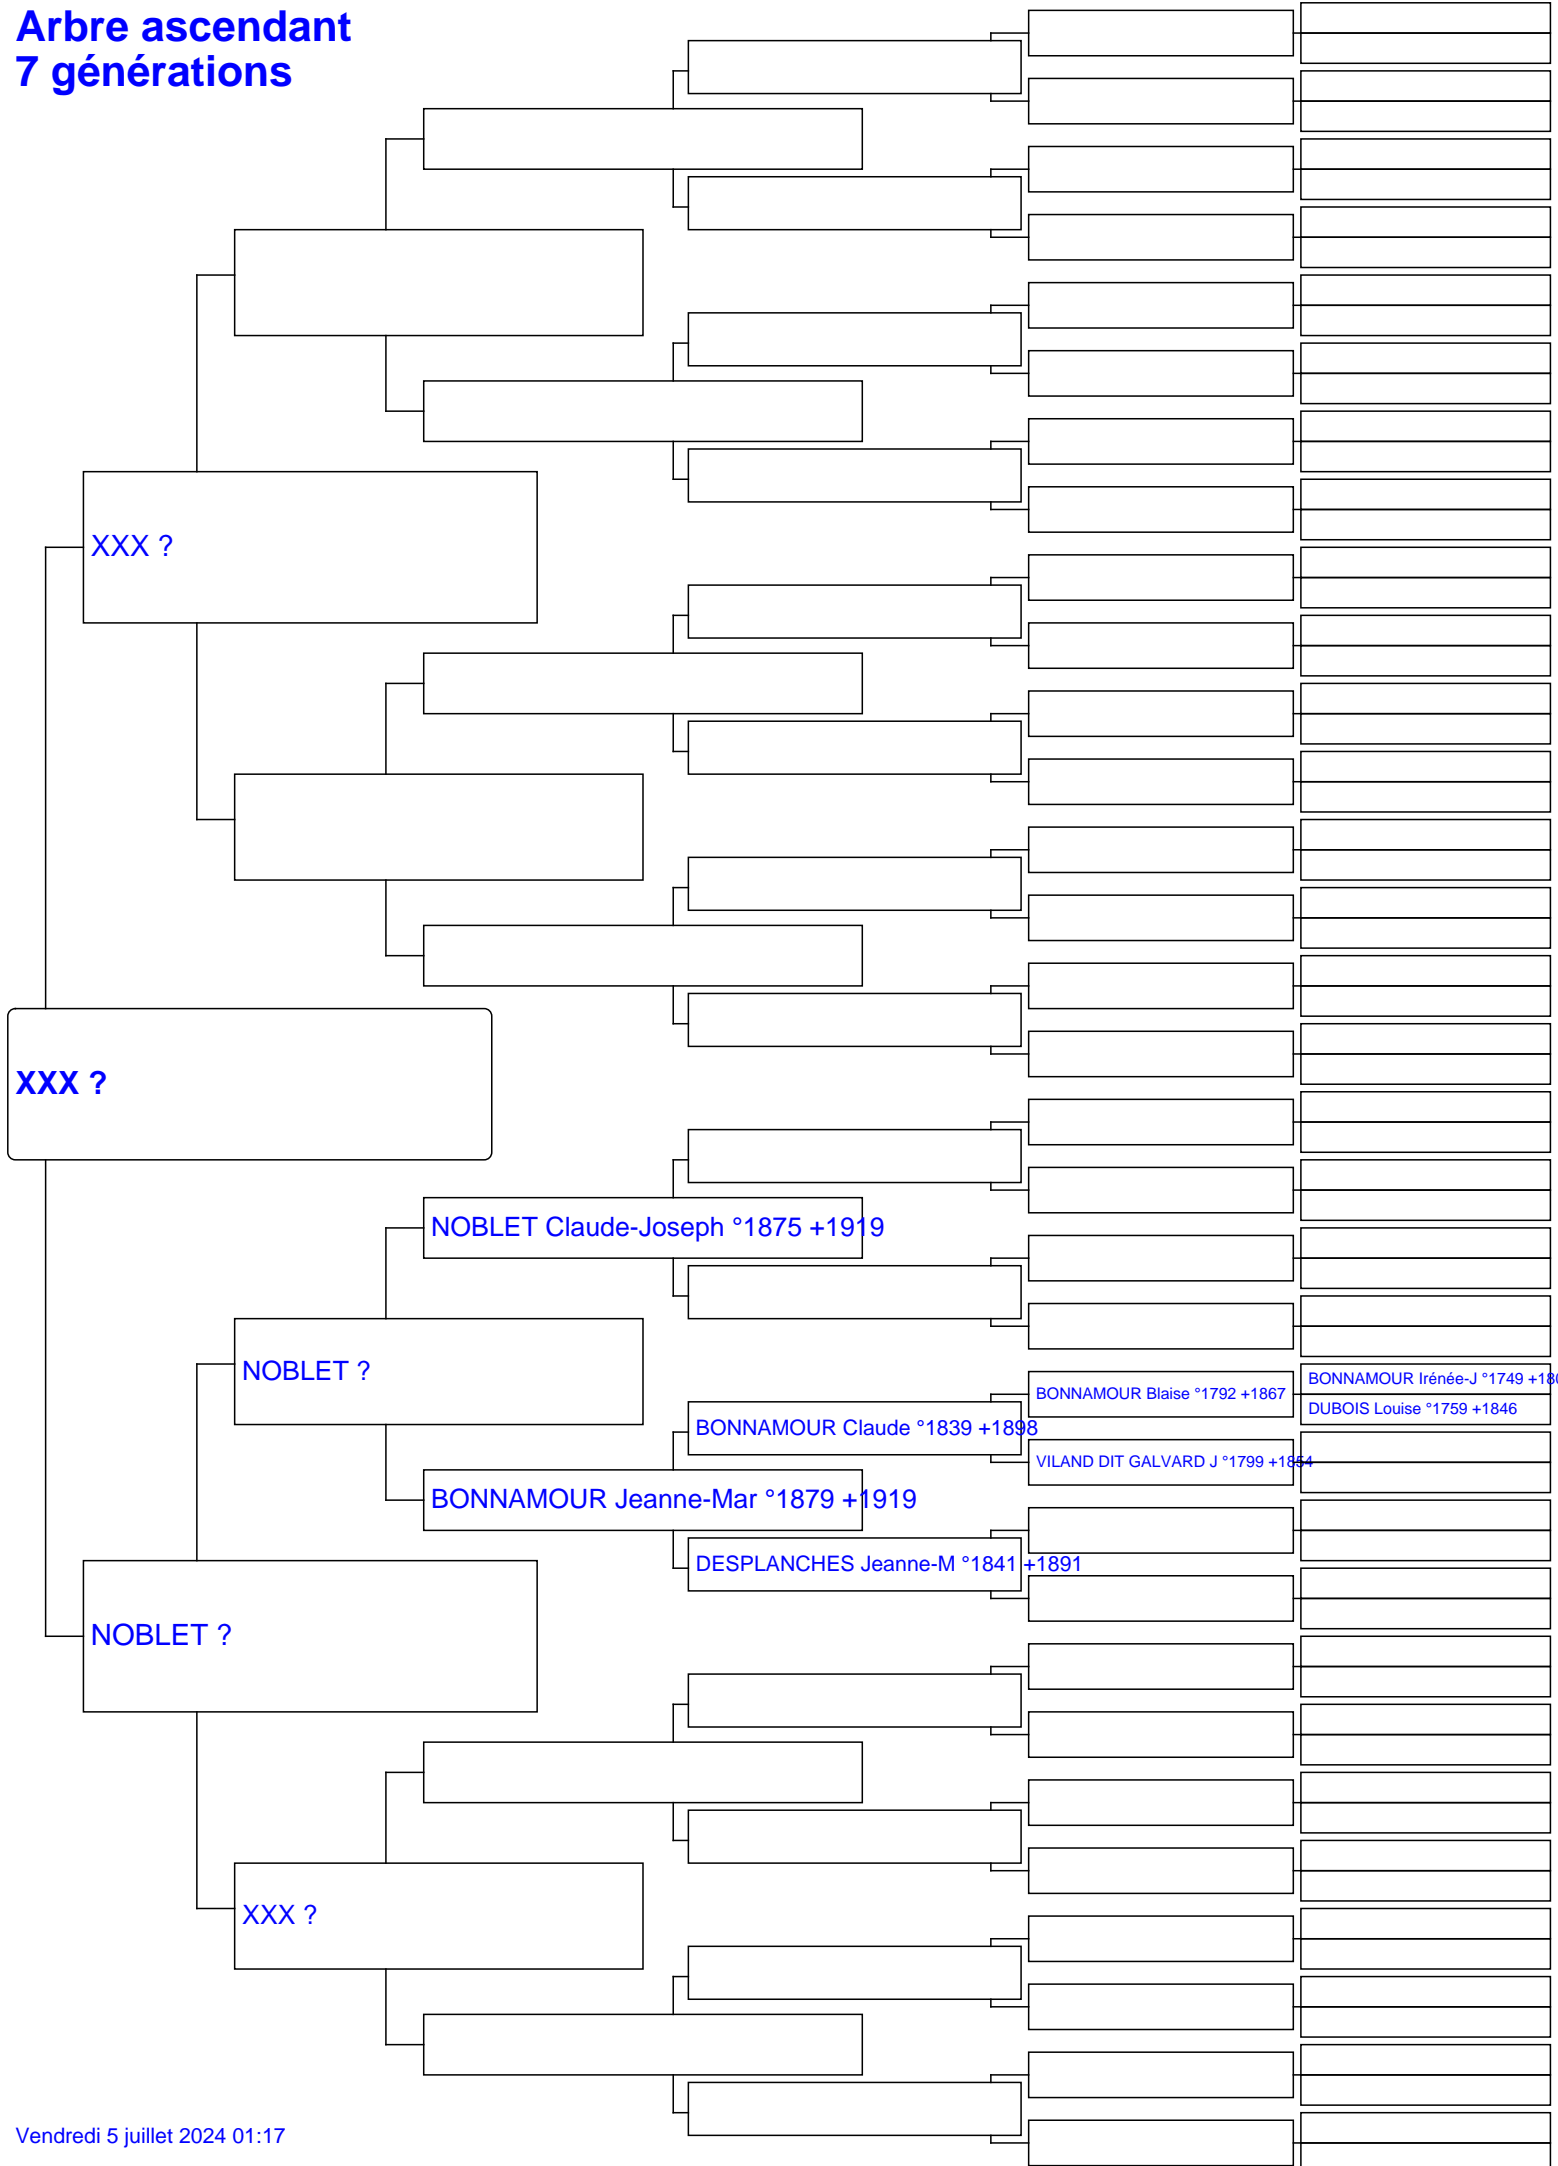 Arbre ascendant
7 générations
XXX ?
XXX ?
NOBLET Claude-Joseph °1875 +1919
NOBLET ?
BONNAMOUR Irénée-J °1749 +180
BONNAMOUR Blaise °1792 +1867
DUBOIS Louise °1759 +1846
BONNAMOUR Claude °1839 +1898
VILAND DIT GALVARD J °1799 +1854
BONNAMOUR Jeanne-Mar °1879 +1919
DESPLANCHES Jeanne-M °1841 +1891
NOBLET ?
XXX ?
Vendredi 5 juillet 2024 01:17